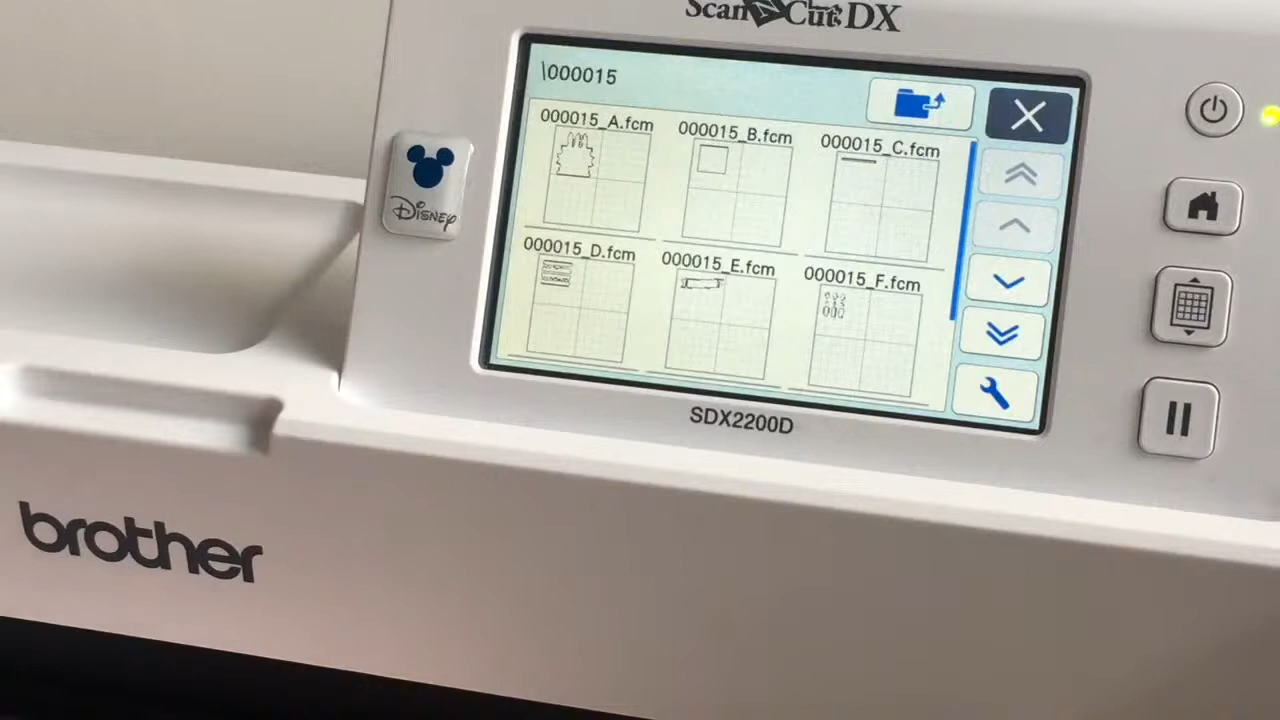 ScanNCut DX
\000015
000015_A.fcm
000015_B.fcm
000015_C.fcm
000015_D.fcm
000015_E.fcm
000015_F.fcm
Disney
SDX2200D
brother